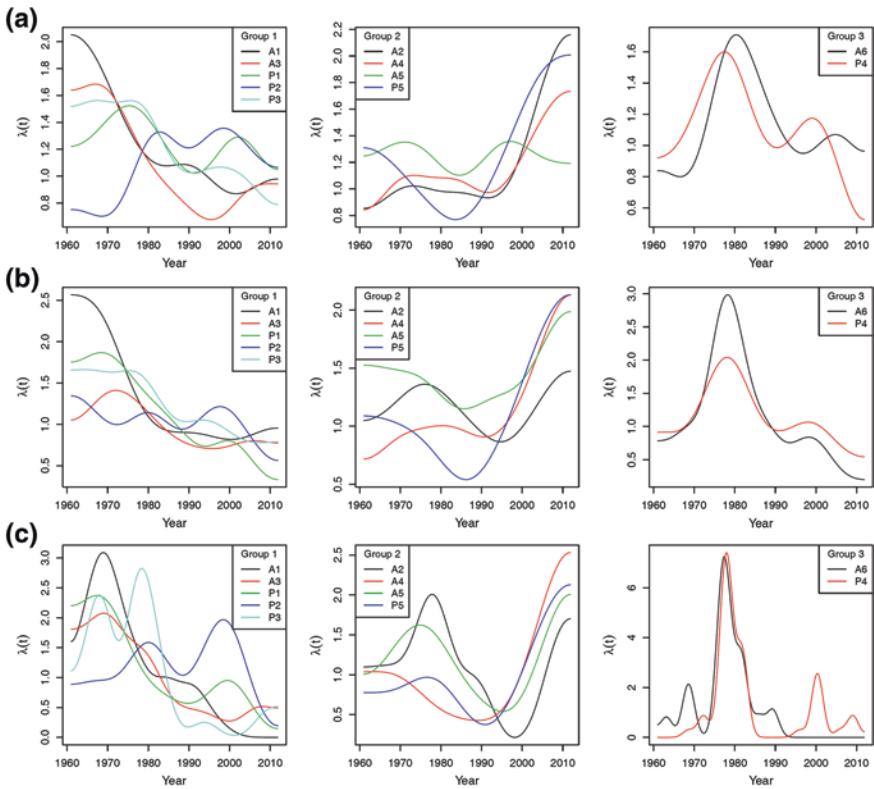 (a)
λ(t)
2.0
1.8
1.6
1.4
1.2
1.0
0.8
Group 1
A1
A3
P1
P2
P3
1960 1970 1980 1990 2000 2010
Year
λ(t)
2.2
2.0
1.8
1.6
1.4
1.2
1.0
0.8
Group 2
A2
A4
A5
P5
1960 1970 1980 1990 2000 2010
Year
λ(t)
1.6
1.4
1.2
1.0
0.8
0.6
Group 3
A6
P4
1960 1970 1980 1990 2000 2010
Year
(b)
λ(t)
2.5
2.0
1.5
1.0
0.5
Group 1
A1
A3
P1
P2
P3
1960 1970 1980 1990 2000 2010
Year
λ(t)
2.0
1.5
1.0
0.5
Group 2
A2
A4
A5
P5
1960 1970 1980 1990 2000 2010
Year
λ(t)
3.0
2.5
2.0
1.5
1.0
0.5
Group 3
A6
P4
1960 1970 1980 1990 2000 2010
Year
(c)
λ(t)
3.0
2.5
2.0
1.5
1.0
0.5
0.0
Group 1
A1
A3
P1
P2
P3
1960 1970 1980 1990 2000 2010
Year
λ(t)
2.5
2.0
1.5
1.0
0.5
Group 2
A2
A4
A5
P5
1960 1970 1980 1990 2000 2010
Year
λ(t)
6
4
2
0
Group 3
A6
P4
1960 1970 1980 1990 2000 2010
Year